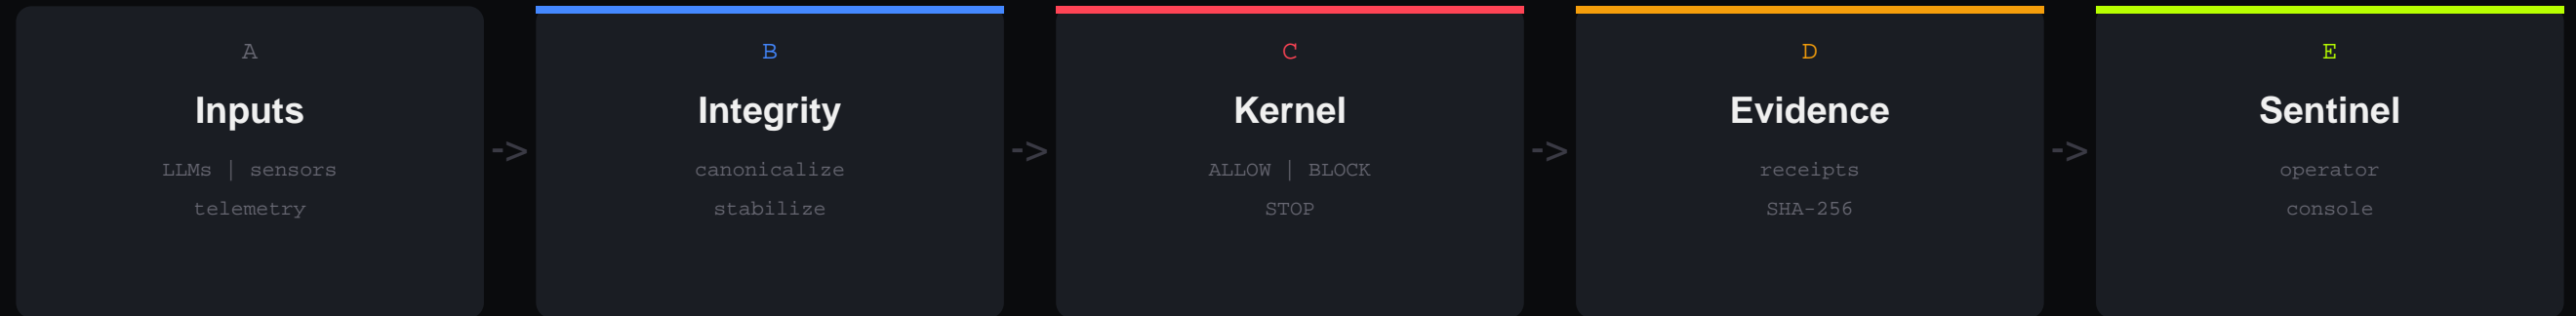 A
Inputs
LLMs | sensors
telemetry
->
B
Integrity
canonicalize
stabilize
->
C
Kernel
ALLOW | BLOCK
STOP
->
D
Evidence
receipts
SHA-256
->
E
Sentinel
operator
console